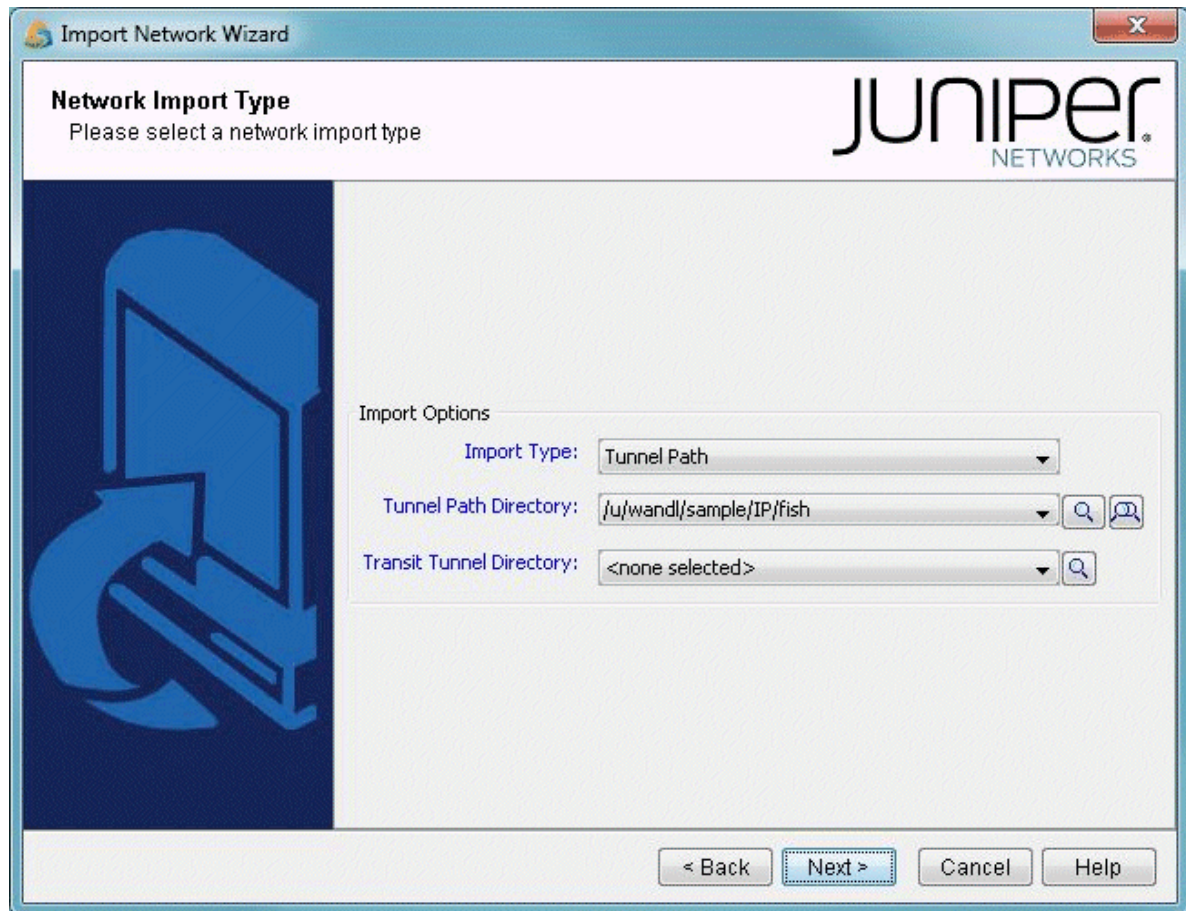 Import Network Wizard
Network Import Type
Please select a network import type
JUNIPER
NETWORKS
Import Options
Import Type: Tunnel Path
Tunnel Path Directory: /u/wandl/sample/IP/fish
Transit Tunnel Directory: <none selected>
< Back Next > Cancel Help